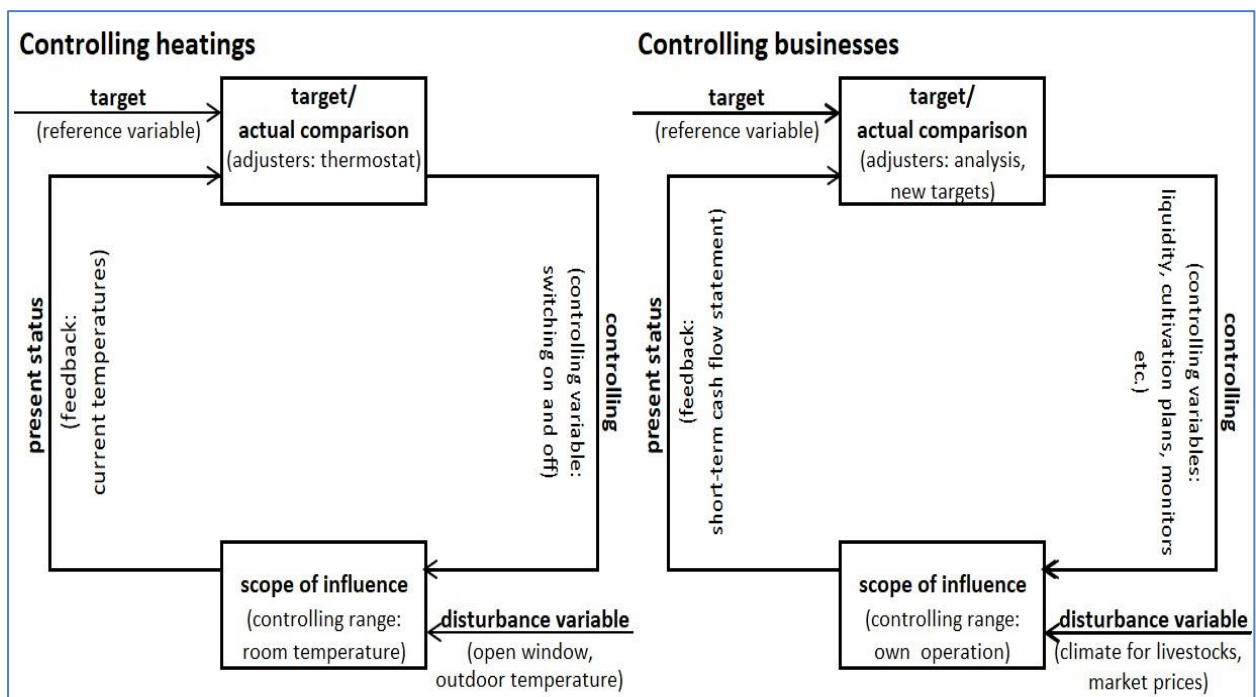 Controlling heatings
target
(reference variable)
target/
actual comparison
(adjusters: thermostat)
present status
(feedback:
current temperatures)
(controlling variable:
switching on and off)
controlling
scope of influence
(controlling range:
room temperature)
disturbance variable
(open window,
outdoor temperature)
Controlling businesses
target
(reference variable)
target/
actual comparison
(adjusters: analysis,
new targets)
present status
(feedback:
short-term cash flow statement)
controlling
(controlling variables:
liquidity, cultivation plans, monitors
etc.)
scope of influence
(controlling range:
own operation)
disturbance variable
(climate for livestocks,
market prices)